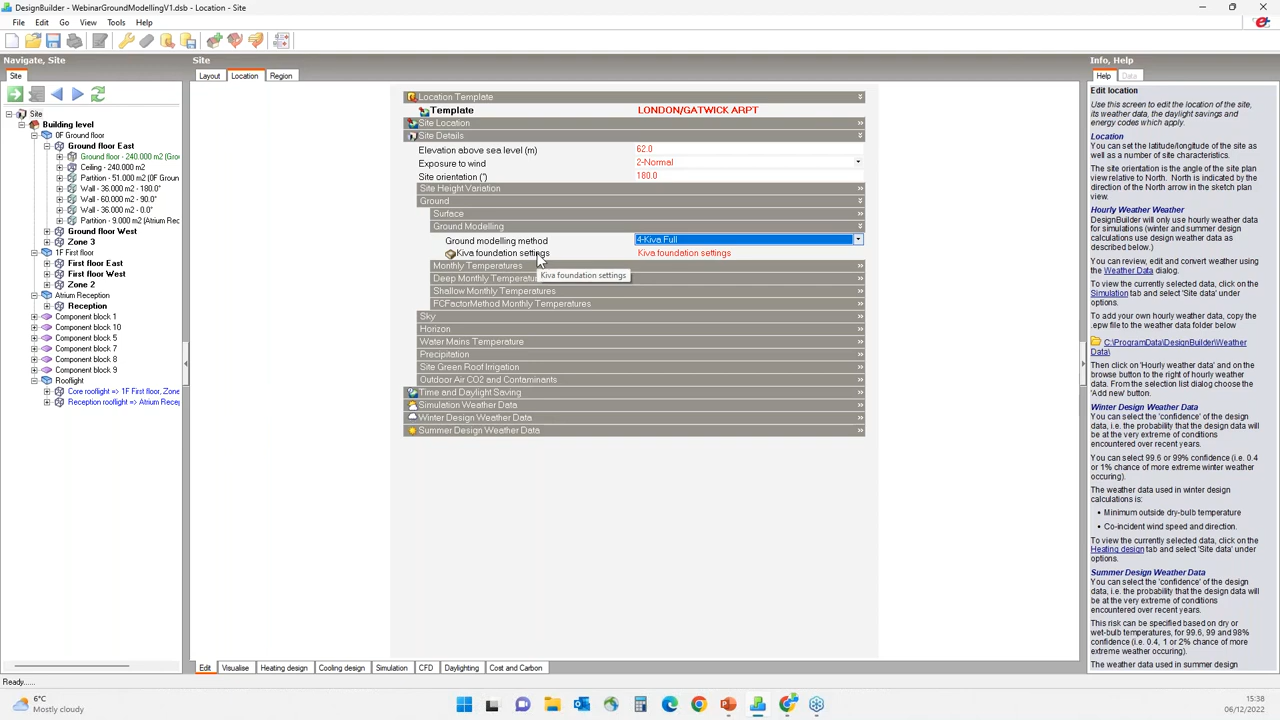 DesignBuilder - WebinarGroundModellingV1.dsb - Location - Site
File Edit Go View Tools Help
Navigate, Site
Site
Site
Building level
0F Ground floor
Ground floor East
Ground floor - 240.000 m2 (Grou
Ceiling - 240.000 m2
Partition - 51.000 m2 (0F Ground
Wall - 36.000 m2 - 180.0°
Wall - 60.000 m2 - 90.0°
Wall - 36.000 m2 - 0.0°
Partition - 9.000 m2 (Atrium Rec
Ground floor West
Zone 3
1F First floor
First floor East
First floor West
Zone 2
Atrium Reception
Reception
Component block 1
Component block 10
Component block 5
Component block 7
Component block 8
Component block 9
Rooflight
Core rooflight => 1F First floor, Zone
Reception rooflight => Atrium Rece
Site
Layout Location Region
Location Template
Template LONDON/GATWICK ARPT
Site Location
Site Details
Elevation above sea level (m) 62.0
Exposure to wind 2-Normal
Site orientation (°) 180.0
Site Height Variation
Ground
Surface
Ground Modelling
Ground modelling method 4-Kiva Full
Kiva foundation settings Kiva foundation settings
Kiva foundation settings
Monthly Temperatures
Deep Monthly Temperatu
Shallow Monthly Temperatures
FCFactorMethod Monthly Temperatures
Sky
Horizon
Water Mains Temperature
Precipitation
Site Green Roof Irrigation
Outdoor Air CO2 and Contaminants
Time and Daylight Saving
Simulation Weather Data
Winter Design Weather Data
Summer Design Weather Data
Edit Visualise Heating design Cooling design Simulation CFD Daylighting Cost and Carbon
Info, Help
Help Data
Edit location
Use this screen to edit the location of the site,
its weather data, the daylight savings and
energy codes which apply.
Location
You can set the latitude/longitude of the site as
well as a number of site characteristics.
The site orientation is the angle of the site
plan view relative to North. North is indicated by the
direction of the North arrow in the sketch plan
view.
Hourly Weather Weather
DesignBuilder will only use hourly weather data
for simulations (summer and winter design
calculations use design weather data as
described below.)
You can review, edit and convert weather using
the Weather Data dialog.
To view the currently selected data, click on the
Simulation tab and select 'Site data' under
options.
To add your own hourly weather data, copy the
.epw file to the weather data folder below
C:\ProgramData\DesignBuilder\Weather
Data\
Then click on 'Hourly weather data' and on the
browse button to the right of hourly weather
data. From the selection list dialog choose the
'Add new' button.
Winter Design Weather Data
You can select the 'confidence' of the design
data, i.e. the probability that the design data
will be at the very extreme of conditions
encountered over recent years.
You can select 99.6 or 99% confidence (i.e. 0.4
or 1% chance of more extreme winter weather
occuring).
The weather data used in winter design
calculations is:
• Minimum outside dry-bulb temperature
• Co-incident wind speed and direction.
To view the currently selected data, click on the
Heating design tab and select 'Site data' under
options.
Summer Design Weather Data
You can select the 'confidence' of the design
data, i.e. the probability that the design data
will be at the very extreme of conditions
encountered over recent years.
This risk can be specified based on dry or
wet-bulb temperatures, for 99.6, 99 and 98%
confidence (i.e. 0.4, 1 or 2% chance of more
extreme weather occuring).
The weather data used in summer design
Ready.....
6°C
Mostly cloudy
15:38
06/12/2022